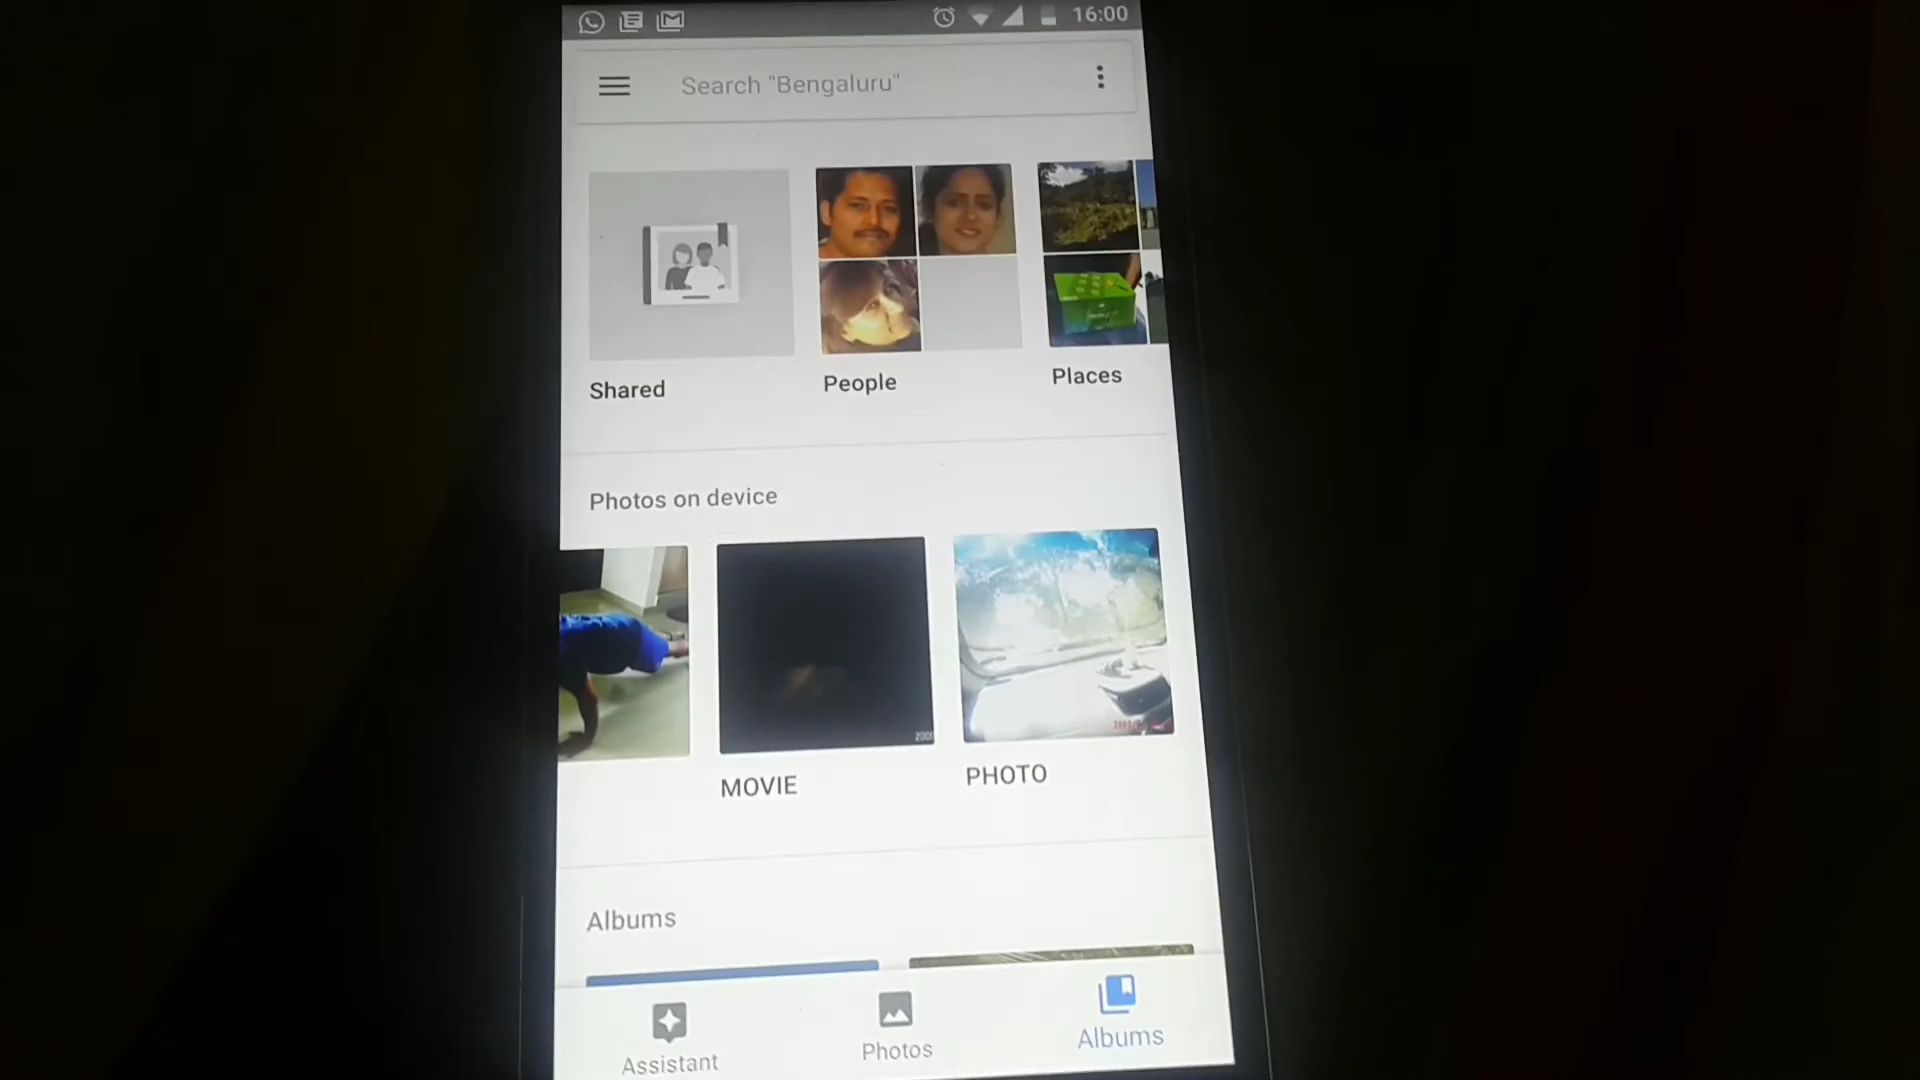 16:00
Search "Bengaluru"
Shared
People
Places
Photos on device
MOVIE
PHOTO
Albums
Assistant
Photos
Albums